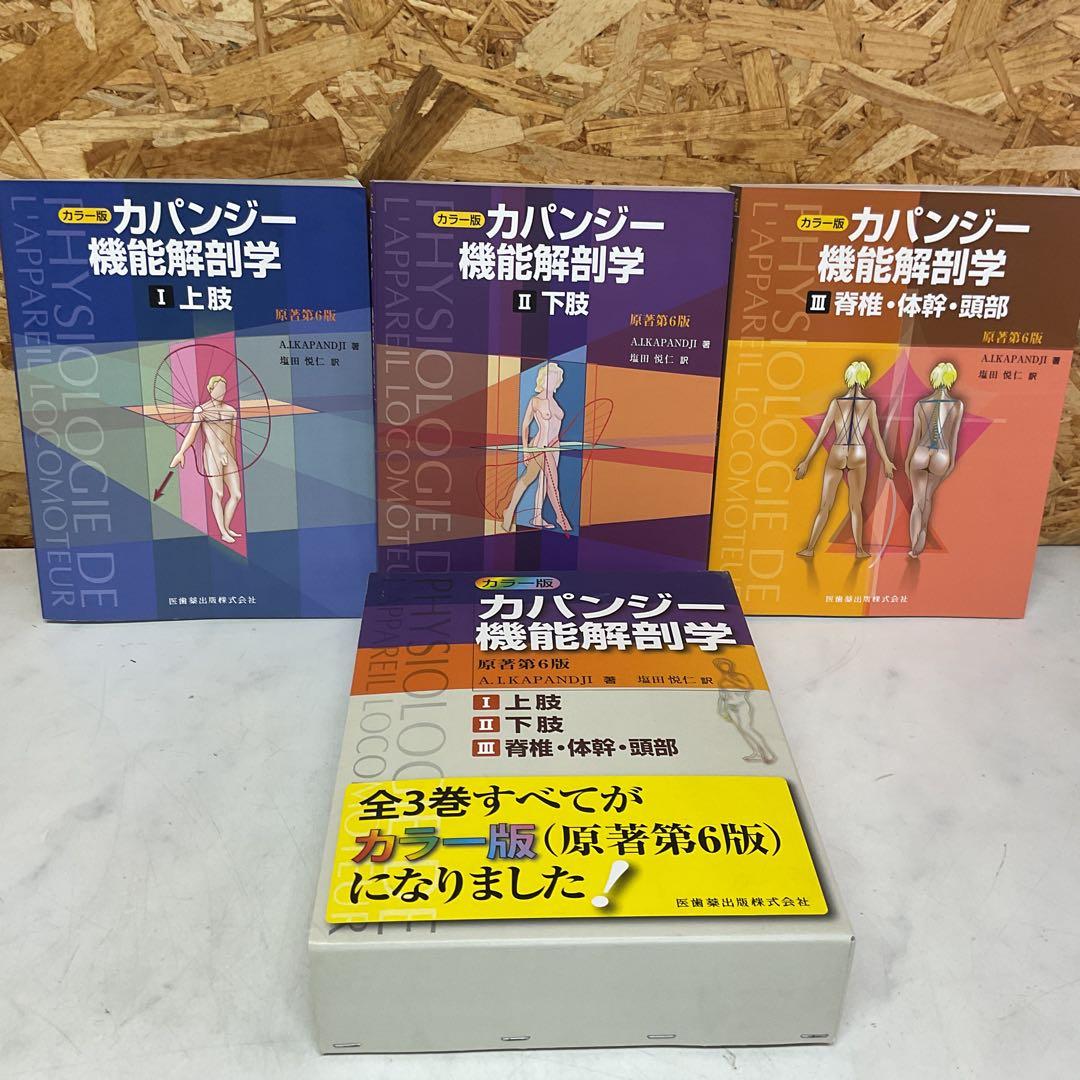 カラー版 カパンジー
機能解剖学
I 上肢
原著第6版
A.I.KAPANDJI 著
塩田 悦仁 訳
PHYSIOLOGIE DE
L'APPAREIL LOCOMOTEUR
医歯薬出版株式会社
カラー版 カパンジー
機能解剖学
II 下肢
原著第6版
A.I.KAPANDJI 著
塩田 悦仁 訳
PHYSIOLOGIE DE
L'APPAREIL LOCOMOTEUR
カラー版 カパンジー
機能解剖学
III 脊椎・体幹・頭部
原著第6版
A.I.KAPANDJI 著
塩田 悦仁 訳
PHYSIOLOGIE DE
L'APPAREIL LOCOMOTEUR
医歯薬出版株式会社
カラー版
カパンジー
機能解剖学
原著第6版
A.I.KAPANDJI 著 塩田 悦仁 訳
I 上肢
II 下肢
III 脊椎・体幹・頭部
PHYSIOLOGIE DE
APPAREIL LOCOMOTEUR
全3巻すべてが
カラー版(原著第6版)
になりました!
医歯薬出版株式会社